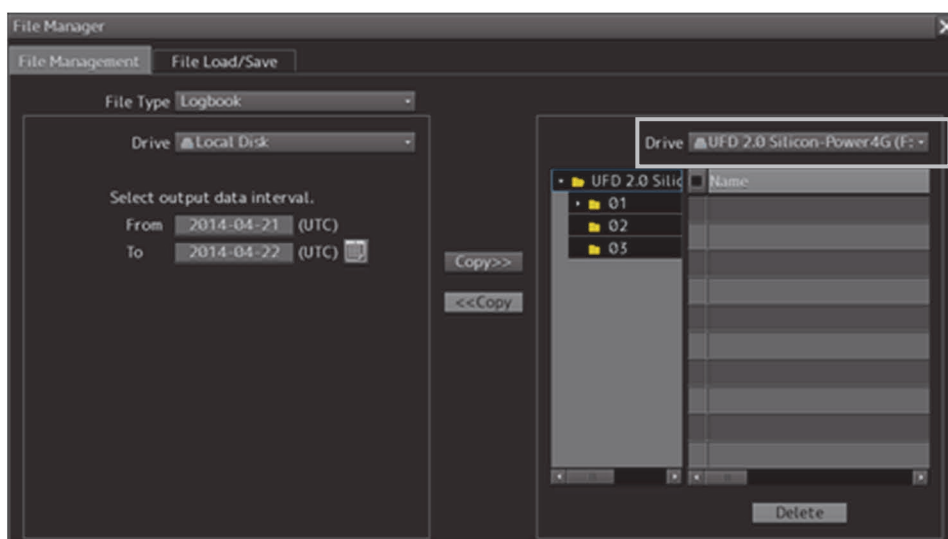 File Manager
File Management
File Load/Save
File Type Logbook
Drive Local Disk
Select output data interval.
From 2014-04-21 (UTC)
To 2014-04-22 (UTC)
Copy>>
<<Copy
Drive UFD 2.0 Silicon-Power4G (F:
UFD 2.0 Silic
01
02
03
Name
Delete